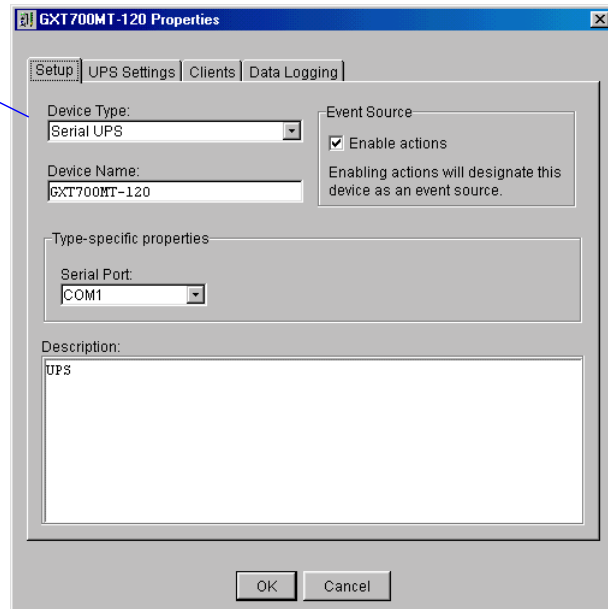 GXT700MT-120 Properties
Setup
UPS Settings
Clients
Data Logging
Device Type:
Serial UPS
Device Name:
GXT700MT-120
Event Source
Enable actions
Enabling actions will designate this
device as an event source.
Type-specific properties
Serial Port:
COM1
Description:
UPS
OK
Cancel